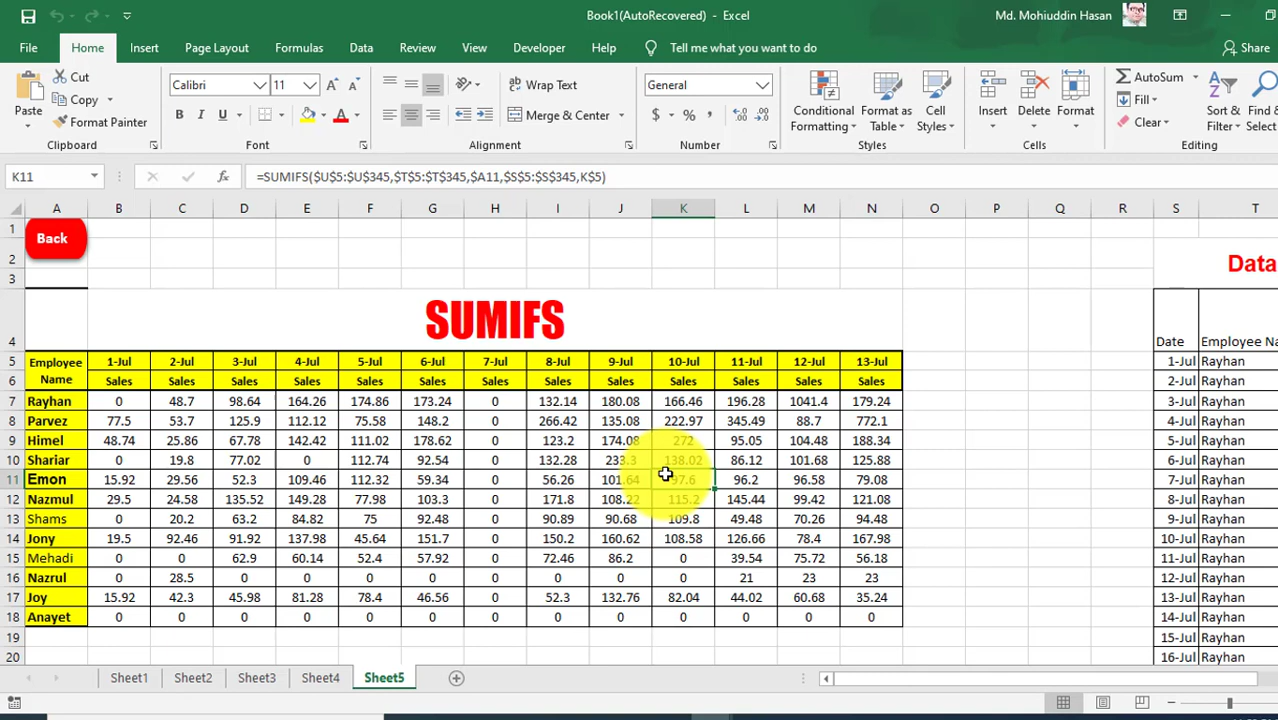 Book1(AutoRecovered) - Excel
Md. Mohiuddin Hasan
File Home Insert Page Layout Formulas Data Review View Developer Help Tell me what you want to do Share
Paste
Cut
Copy
Format Painter
Clipboard
Calibri 11
B I U
A A
Font
Wrap Text
Merge & Center
Alignment
General
$ % ,
Number
Conditional Formatting
Format as Table
Cell Styles
Styles
Insert Delete Format
Cells
AutoSum
Fill
Clear
Sort & Filter
Find Select
Editing
K11
=SUMIFS($U$5:$U$345,$T$5:$T$345,$A11,$S$5:$S$345,K$5)
A B C D E F G H I J K L M N O P Q R S T
1
Back
2 Data
3
4 SUMIFS Date Employee Na
5 Employee Name 1-Jul 2-Jul 3-Jul 4-Jul 5-Jul 6-Jul 7-Jul 8-Jul 9-Jul 10-Jul 11-Jul 12-Jul 13-Jul 1-Jul Rayhan
6 Sales Sales Sales Sales Sales Sales Sales Sales Sales Sales Sales Sales Sales 2-Jul Rayhan
7 Rayhan 0 48.7 98.64 164.26 174.86 173.24 0 132.14 180.08 166.46 196.28 1041.4 179.24 3-Jul Rayhan
8 Parvez 77.5 53.7 125.9 112.12 75.58 148.2 0 266.42 135.08 222.97 345.49 88.7 772.1 4-Jul Rayhan
9 Himel 48.74 25.86 67.78 142.42 111.02 178.62 0 123.2 174.08 272 95.05 104.48 188.34 5-Jul Rayhan
10 Shariar 0 19.8 77.02 0 112.74 92.54 0 132.28 233.3 138.02 86.12 101.68 125.88 6-Jul Rayhan
11 Emon 15.92 29.56 53.32 109.46 112.32 59.34 0 56.26 101.64 97.6 96.2 96.58 79.08 7-Jul Rayhan
12 Nazmul 29.5 24.58 135.52 149.28 77.98 103.3 0 171.8 108.22 115.2 145.44 99.42 121.08 8-Jul Rayhan
13 Shams 0 20.2 63.2 84.82 75 92.48 0 90.89 90.68 109.8 49.48 70.26 94.48 9-Jul Rayhan
14 Jony 19.5 92.46 91.92 137.98 45.64 151.7 0 150.2 160.62 108.58 126.66 78.4 167.98 10-Jul Rayhan
15 Mehadi 0 0 62.9 60.14 52.4 57.92 0 72.46 86.2 0 39.54 75.72 56.18 11-Jul Rayhan
16 Nazrul 0 28.5 0 0 0 0 0 0 0 0 21 23 23 12-Jul Rayhan
17 Joy 15.92 42.3 45.98 81.28 78.4 46.56 0 52.3 132.76 82.04 44.02 60.68 35.24 13-Jul Rayhan
18 Anayet 0 0 0 0 0 0 0 0 0 0 0 0 0 14-Jul Rayhan
19 15-Jul Rayhan
20 16-Jul Rayhan
Sheet1 Sheet2 Sheet3 Sheet4 Sheet5